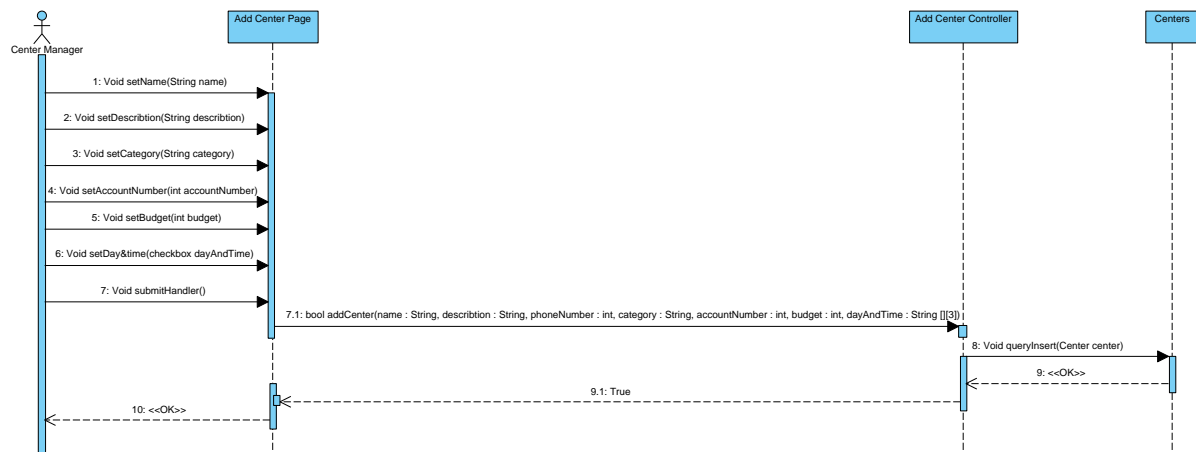 Add Center Page
Add Center Controller
Centers
Center Manager
1: Void setName(String name)
2: Void setDescribtion(String describtion)
3: Void setCategory(String category)
4: Void setAccountNumber(int accountNumber)
5: Void setBudget(int budget)
6: Void setDay&time(checkbox dayAndTime)
7: Void submitHandler()
7.1: bool addCenter(name : String, describtion : String, phoneNumber : int, category : String, accountNumber : int, budget : int, dayAndTime : String [][3])
8: Void queryInsert(Center center)
9: <<OK>>
9.1: True
10: <<OK>>